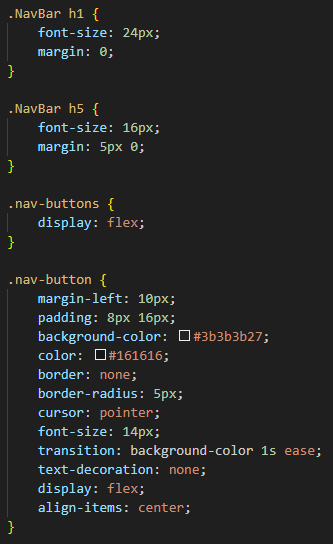 .NavBar h1 {
    font-size: 24px;
    margin: 0;
}

.NavBar h5 {
    font-size: 16px;
    margin: 5px 0;
}

.nav-buttons {
    display: flex;
}

.nav-button {
    margin-left: 10px;
    padding: 8px 16px;
    background-color: #3b3b3b27;
    color: #161616;
    border: none;
    border-radius: 5px;
    cursor: pointer;
    font-size: 14px;
    transition: background-color 1s ease;
    text-decoration: none;
    display: flex;
    align-items: center;
}